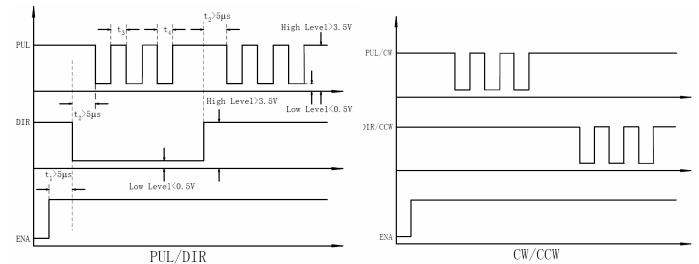 t₂>5μs
t₃
t₄
High Level>3.5V
PUL
Low Level<0.5V
High Level>3.5V
t₂>5μs
DIR
t₁>5μs
Low Level<0.5V
ENA
PUL/DIR
PUL/CW
DIR/CCW
ENA
CW/CCW